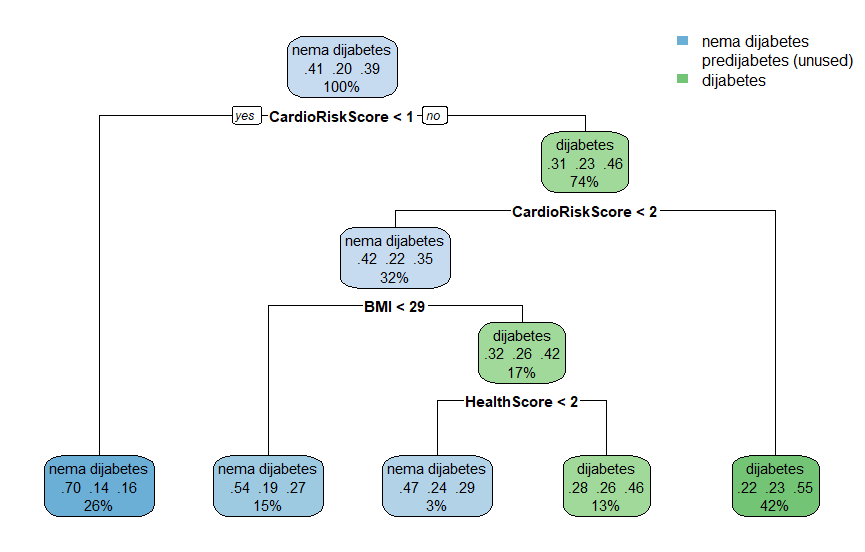 nema dijabetes
predijabetes (unused)
dijabetes
nema dijabetes
.41 .20 .39
100%
yes CardioRiskScore < 1 no
dijabetes
.31 .23 .46
74%
CardioRiskScore < 2
nema dijabetes
.42 .22 .35
32%
BMI < 29
dijabetes
.32 .26 .42
17%
HealthScore < 2
nema dijabetes
.70 .14 .16
26%
nema dijabetes
.54 .19 .27
15%
nema dijabetes
.47 .24 .29
3%
dijabetes
.28 .26 .46
13%
dijabetes
.22 .23 .55
42%